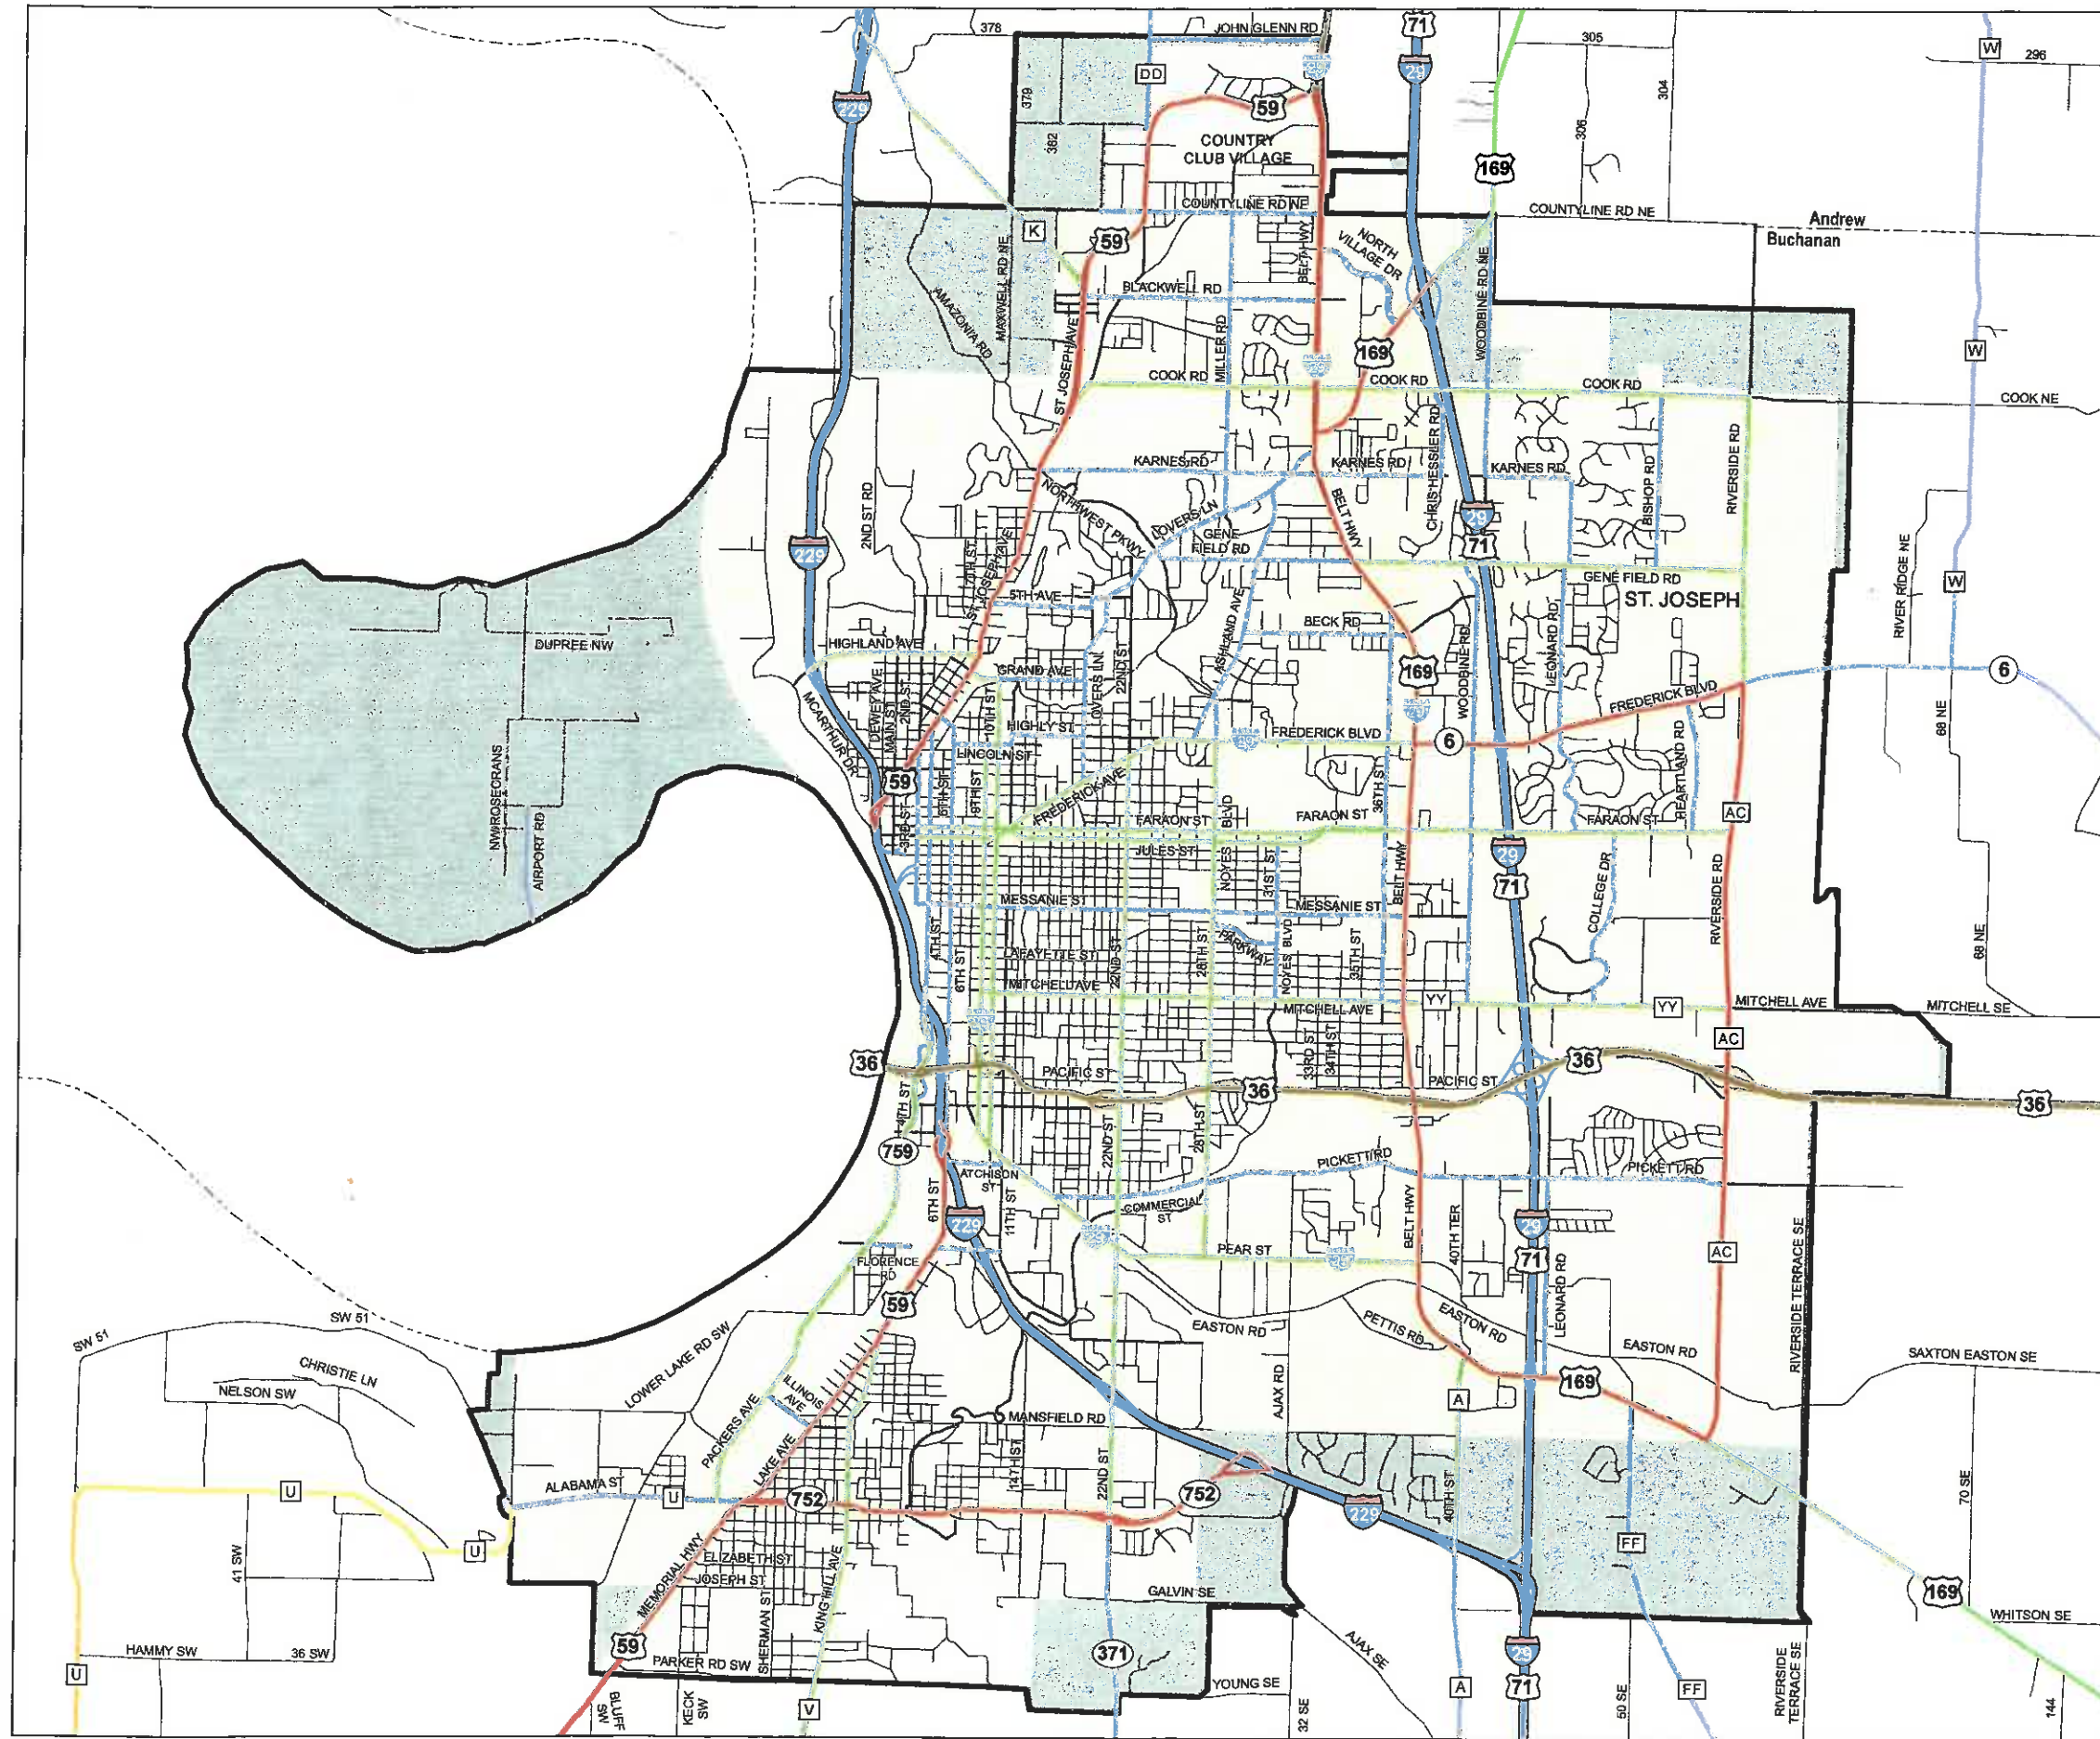 378
JOHN GLENN RD
71
305
W
296
DD
29
379
229
59
304
306
382
COUNTRY
CLUB VILLAGE
169
COUNTYLINE RD NE
COUNTYLINE RD NE
Andrew
Buchanan
K
59
MAXWELL RD NE
BELT HWY
NORTH
VILLAGE DR
WOODBINE RD NE
BLACKWELL RD
AMAZONIA RD
ST JOSEPH AVE
MILLER RD
169
W
COOK RD
COOK RD
COOK RD
COOK NE
CHRIS HESSLER RD
KARNES RD
KARNES RD
KARNES RD
BISHOP RD
RIVERSIDE RD
2ND ST RD
NORTHWEST PKWY
LOVERS LN
BELT HWY
29
71
GENE
FIELD RD
229
17TH ST
ST JOSEPH AVE
GENE FIELD RD
ST. JOSEPH
RIVER RIDGE NE
W
5TH AVE
ASHLAND AVE
BECK RD
LEONARD RD
WOODBINE RD
DUPREE NW
HIGHLAND AVE
GRAND AVE
LOVERS LN
22ND ST
169
6
FREDERICK BLVD
MCARTHUR DR
DEWEY AVE
MAIN ST
2ND ST
10TH ST
HIGHLY ST
FREDERICK BLVD
6
68 NE
HEARTLAND RD
NW ROSECRANS
AIRPORT RD
LINCOLN ST
59
9TH ST
FREDERICK AVE
36TH ST
3RD ST
FARAON ST
FARAON ST
FARAON ST
AC
NOYES BLVD
JULES ST
31ST ST
BELT HWY
29
71
COLLEGE DR
RIVERSIDE RD
MESSANIE ST
MESSANIE ST
4TH ST
6TH ST
LAFAYETTE ST
22ND ST
28TH ST
PARKWAY
NOYES BLVD
35TH ST
68 NE
MITCHELL AVE
MITCHELL AVE
YY
YY
MITCHELL AVE
MITCHELL SE
33RD ST
34TH ST
AC
36
PACIFIC ST
36
PACIFIC ST
36
36
4TH ST
759
22ND ST
28TH ST
ATCHISON
ST
PICKETT RD
PICKETT RD
6TH ST
11TH ST
COMMERCIAL
ST
229
BELT HWY
40TH TER
29
71
PEAR ST
AC
RIVERSIDE TERRACE SE
FLORENCE
RD
59
LEONARD RD
EASTON RD
PETTIS RD
EASTON RD
EASTON RD
SAXTON EASTON SE
SW 51
SW 51
CHRISTIE LN
NELSON SW
LOWER LAKE RD SW
ILLINOIS
AVE
PACKERS AVE
LAKE AVE
MANSFIELD RD
AJAX RD
A
169
14TH ST
22ND ST
40TH ST
U
ALABAMA ST
U
752
752
229
70 SE
U
41 SW
ELIZABETH ST
JOSEPH ST
MEMORIAL HWY
SHERMAN ST
KING HILL AVE
GALVIN SE
FF
169
WHITSON SE
HAMMY SW
36 SW
59
PARKER RD SW
371
AJAX SE
29
71
U
BLUFF
SW
KECK
SW
V
YOUNG SE
32 SE
A
50 SE
FF
RIVERSIDE
TERRACE SE
144